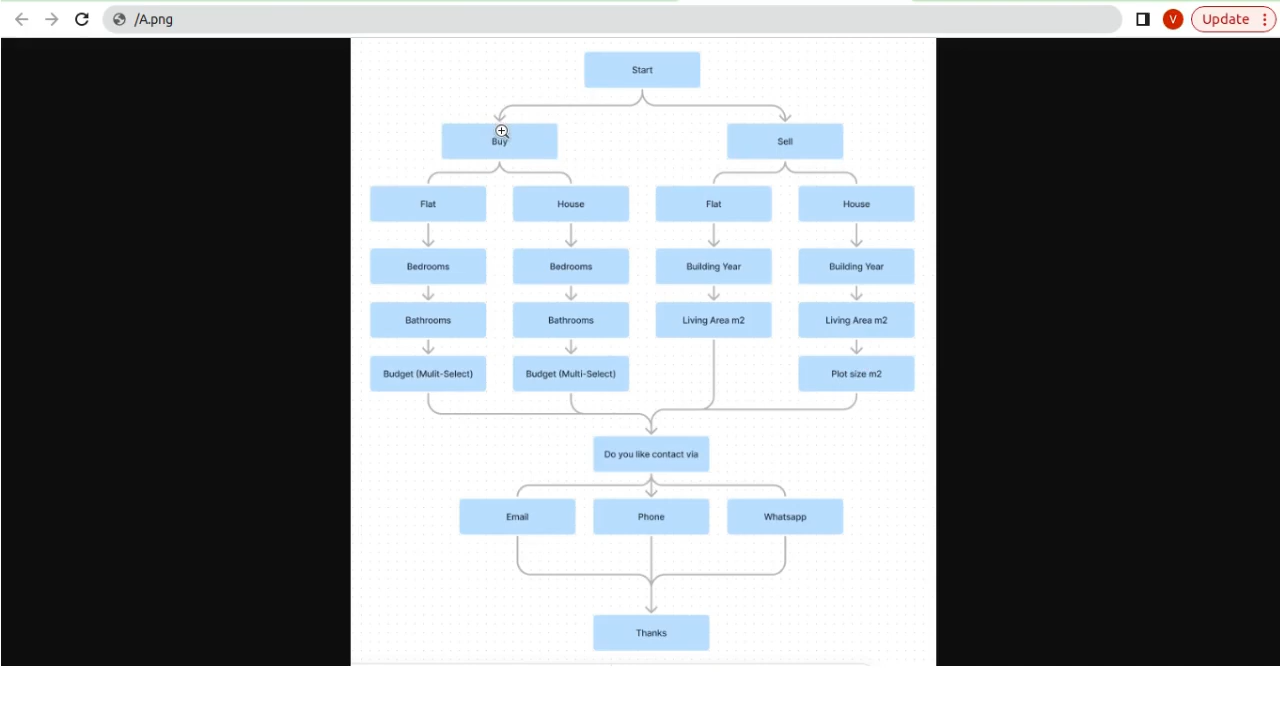 /A.png
V
Update
Start
Buy
Sell
Flat
House
Flat
House
Bedrooms
Bedrooms
Building Year
Building Year
Bathrooms
Bathrooms
Living Area m2
Living Area m2
Budget (Mulit-Select)
Budget (Multi-Select)
Plot size m2
Do you like contact via
Email
Phone
Whatsapp
Thanks